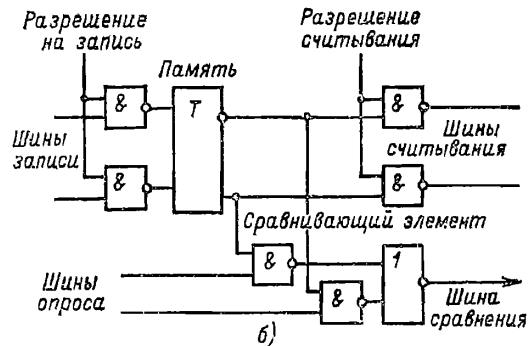 Разрешение
на запись
Разрешение
считывания
Память
&
T
&
Шины
записи
Шины
считывания
&
&
Сравнивающий элемент
&
1
Шины
опроса
&
Шина
сравнения
б)